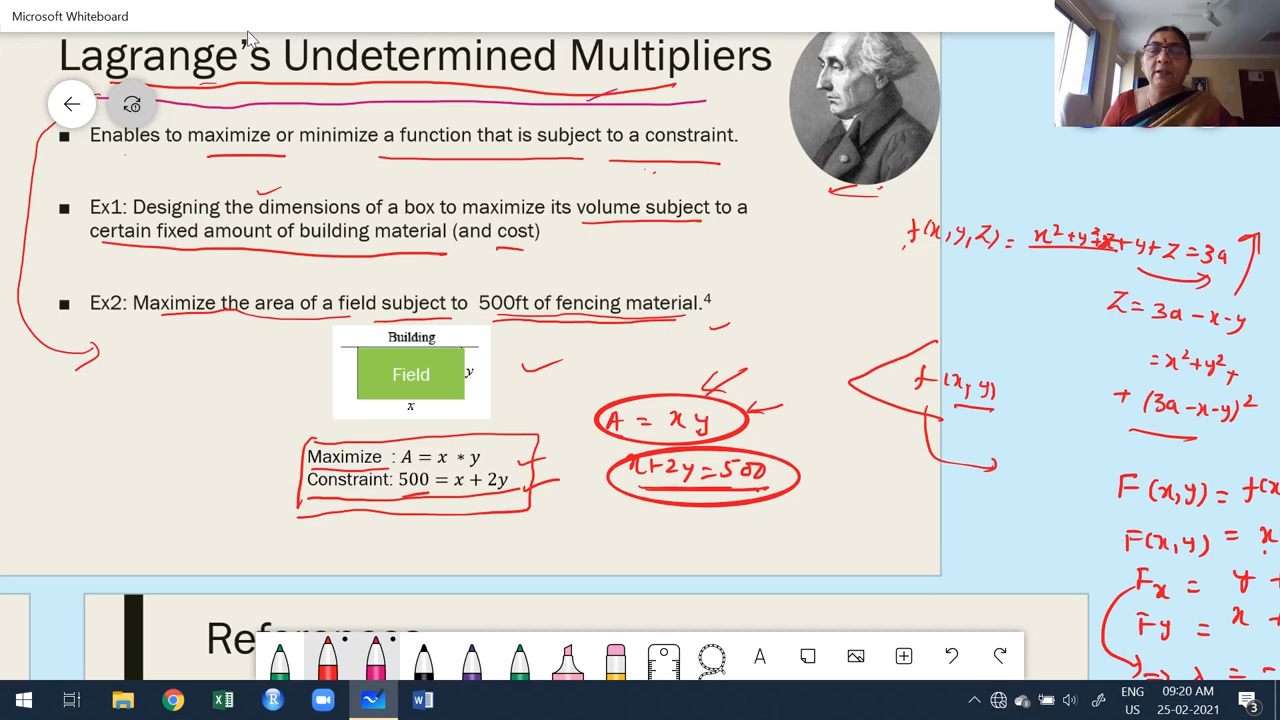 Microsoft Whiteboard
Lagrange's Undetermined Multipliers
▪ Enables to maximize or minimize a function that is subject to a constraint.
▪ Ex1: Designing the dimensions of a box to maximize its volume subject to a
certain fixed amount of building material (and cost)
▪ Ex2: Maximize the area of a field subject to 500ft of fencing material.4
Building
Field
y
x
Maximize : A = x * y
Constraint: 500 = x + 2y
A = x y
x+2y=500
f(x,y,z) =
+y+z=3a
z = 3a-x-y
= x²+y²+
+ (3a-x-y)²
f(x,y)
F(x,y) = f(x
F(x,y) = x
Fx = y +
Fy = x +
=> λ = -
References
A
ENG
US
09:20 AM
25-02-2021
3